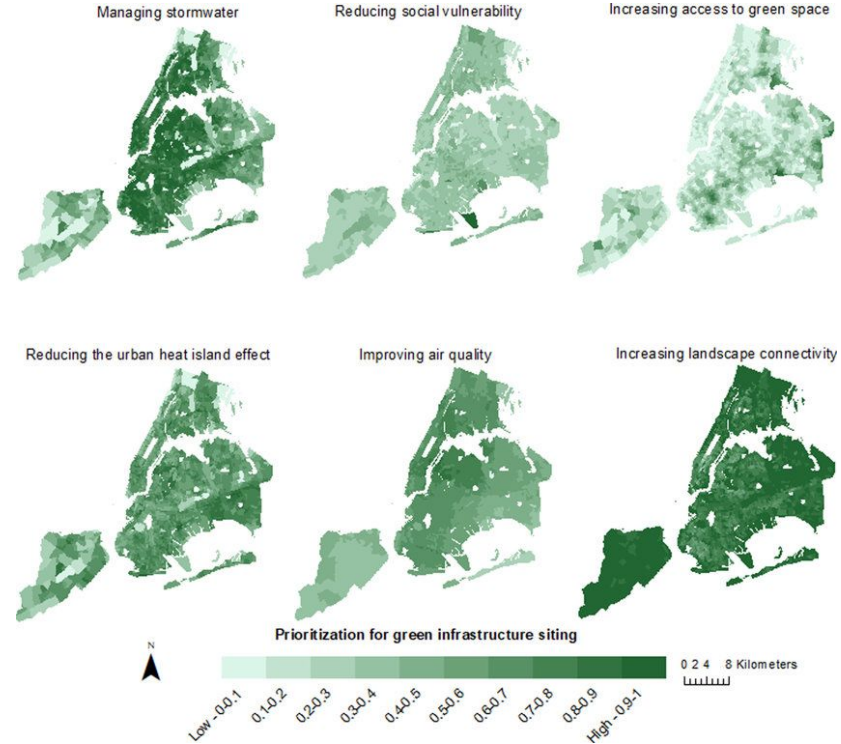 Managing stormwater
Reducing social vulnerability
Increasing access to green space
Reducing the urban heat island effect
Improving air quality
Increasing landscape connectivity
Prioritization for green infrastructure siting
N
0 2 4 8 Kilometers
Low - 0-0.1
0.1-0.2
0.2-0.3
0.3-0.4
0.4-0.5
0.5-0.6
0.6-0.7
0.7-0.8
0.8-0.9
High - 0.9-1